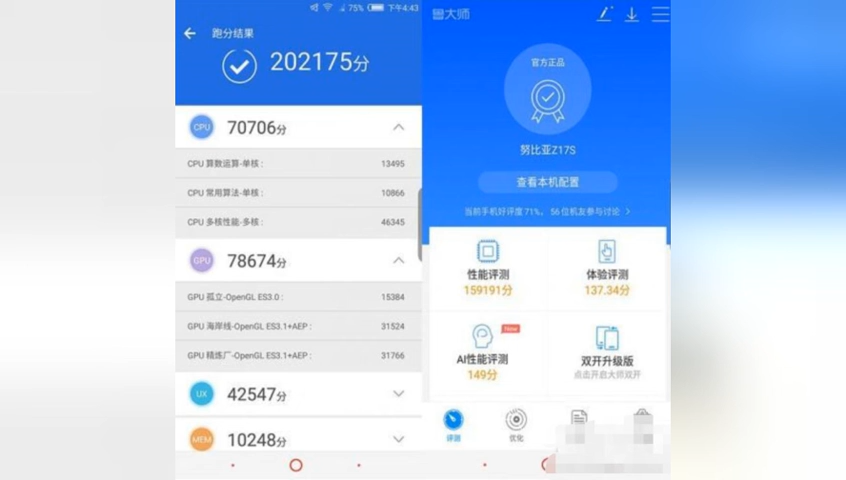 75% 下午4:43
跑分结果
202175分
CPU 70706分
CPU 算数运算-单核： 13495
CPU 常用算法-单核： 10866
CPU 多核性能-多核： 46345
GPU 78674分
GPU 孤立-OpenGL ES3.0： 15384
GPU 海岸线-OpenGL ES3.1+AEP： 31524
GPU 精炼厂-OpenGL ES3.1+AEP： 31766
UX 42547分
MEM 10248分
鲁大师
官方正品
努比亚Z17S
查看本机配置
当前手机好评度71%。56位机友参与讨论
性能评测
159191分
体验评测
137.34分
New
AI性能评测
149分
双开升级版
点击开启大师双开
评测
优化